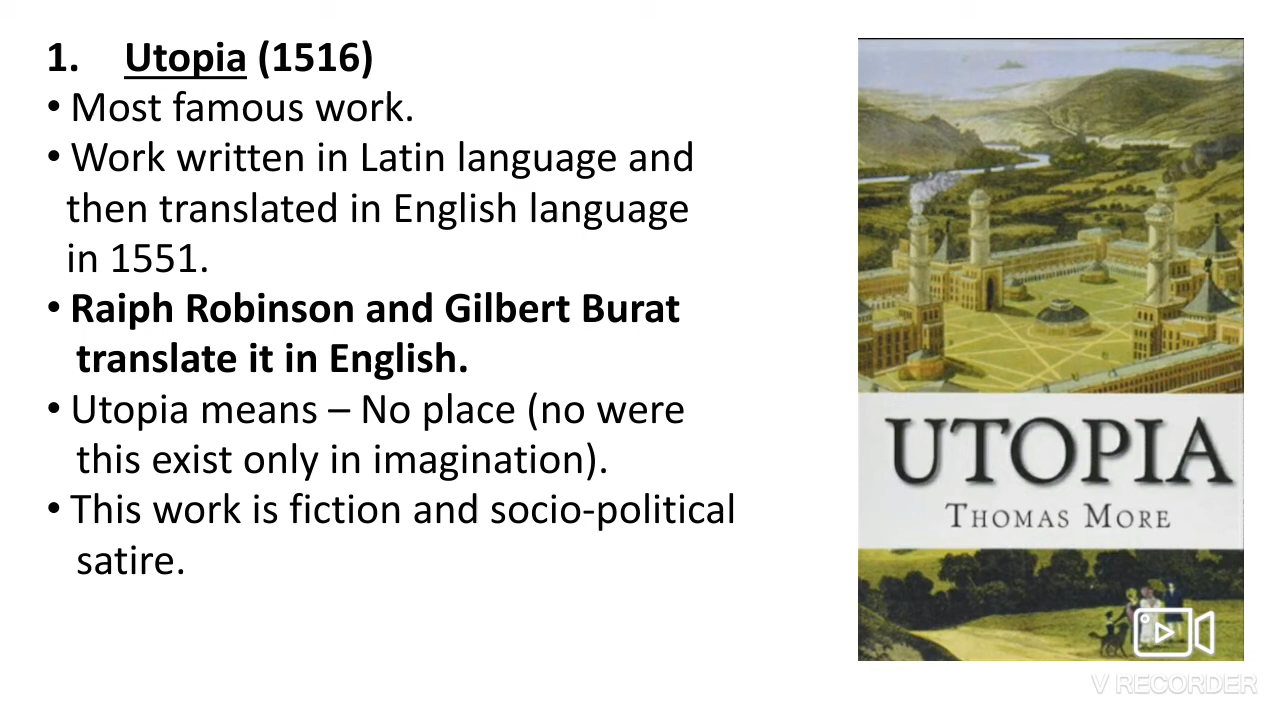 1. Utopia (1516)
• Most famous work.
• Work written in Latin language and
then translated in English language
in 1551.
• Raiph Robinson and Gilbert Burat
translate it in English.
• Utopia means – No place (no were
this exist only in imagination).
• This work is fiction and socio-political
satire.
UTOPIA
THOMAS MORE
V RECORDER